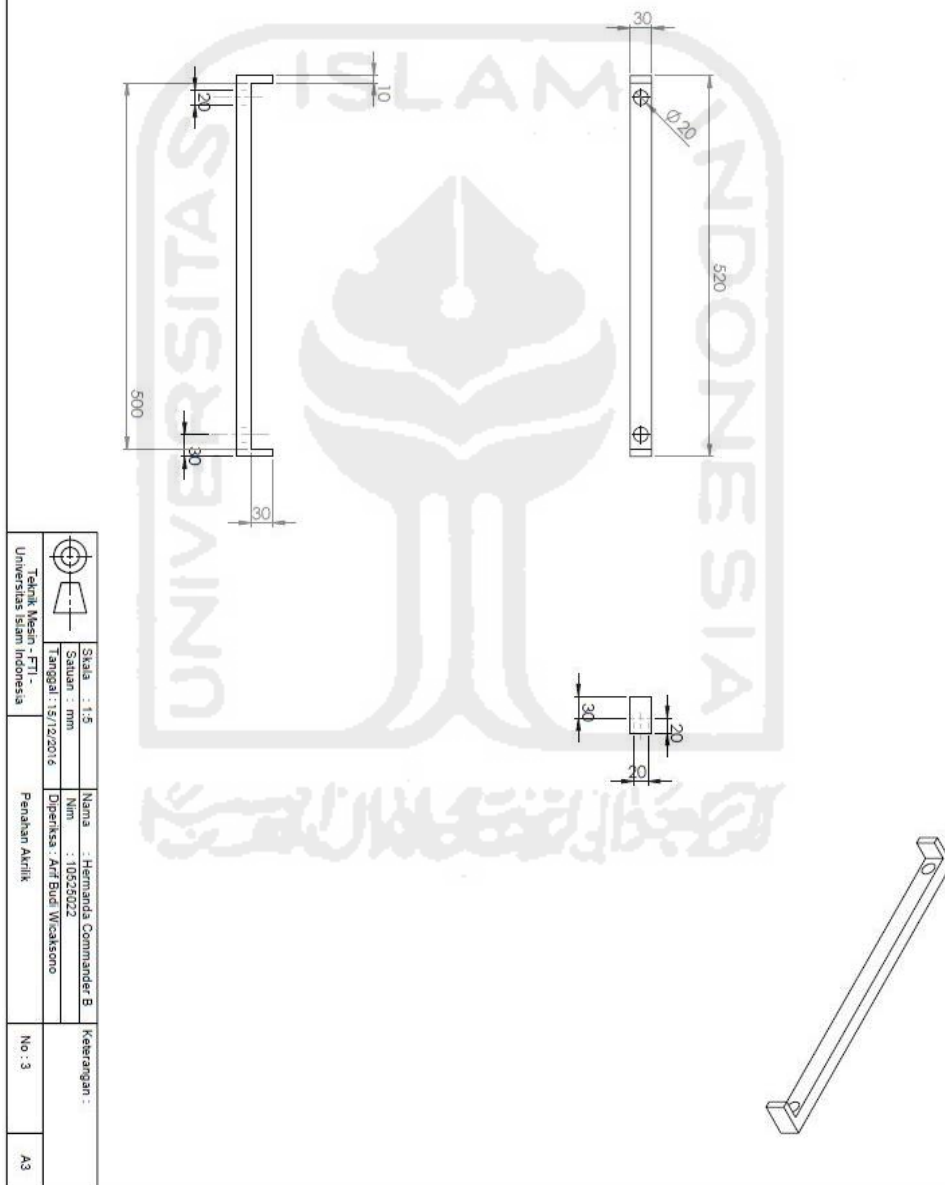 30
20
10
Ø20
520
500
30
30
30
20
20
UNIVERSITAS ISLAM INDONESIA
Skala : 1:5
Satuan : mm
Tanggal : 15/12/2016
Nama : Hermanda Commander B
Nim : 10525022
Diperiksa : Arif Budi Wicaksono
Keterangan :
Teknik Mesin - FTI -
Universitas Islam Indonesia
Penahan Akrilik
No : 3
A3